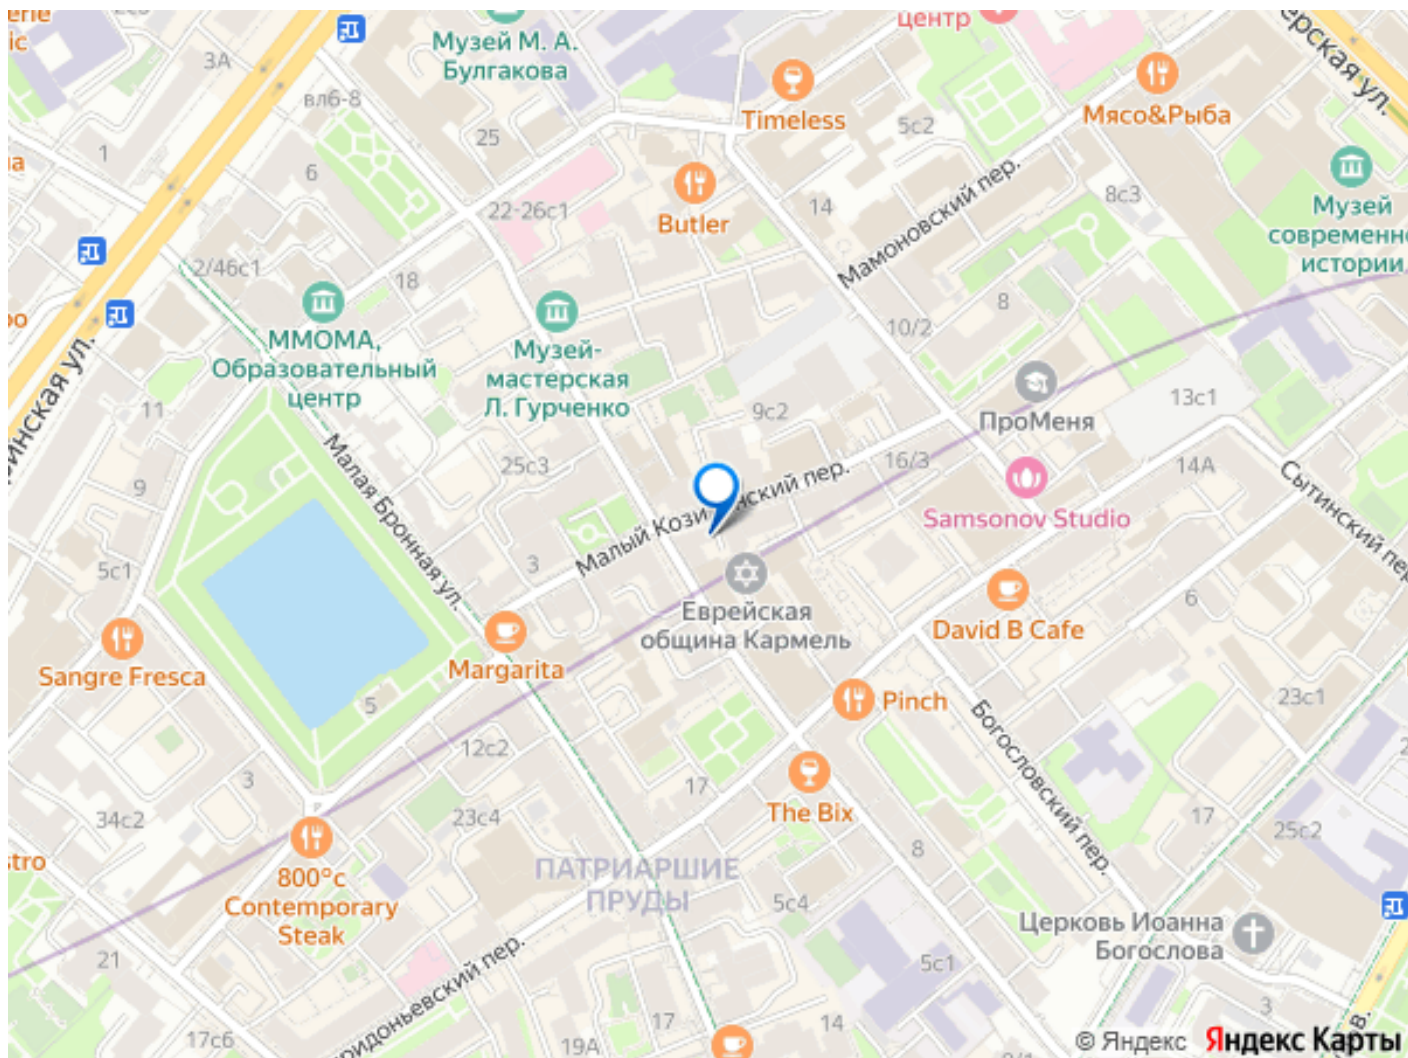 центр
Музей М. А.
Булгакова
3А
вл6-8
25
1
6
Timeless
5с2
Мясо&Рыба
Butler
22-26с1
14
Мамоновский пер.
8с3
Музей
современн
истории
2/46с1
18
ММОМА,
Образовательный
центр
Музей-
мастерская
Л. Гурченко
8
10/2
ПроМеня
13с1
11
9с2
25с3
9
Малая Бронная ул.
16/3
14А
Samsonov Studio
Сытинский пер.
Малый Кози
нский пер.
3
5с1
Еврейская
община Кармель
David B Cafe
6
Sangre Fresca
Margarita
5
Pinch
23с1
Богословский пер.
12с2
3
17
The Bix
34с2
23с4
17
25с2
8
800°с
Contemporary
Steak
ПАТРИАРШИЕ
ПРУДЫ
5с4
Церковь Иоанна
Богослова
21
5с1
3
17с6
19А
17
14
© Яндекс
Яндекс Карты